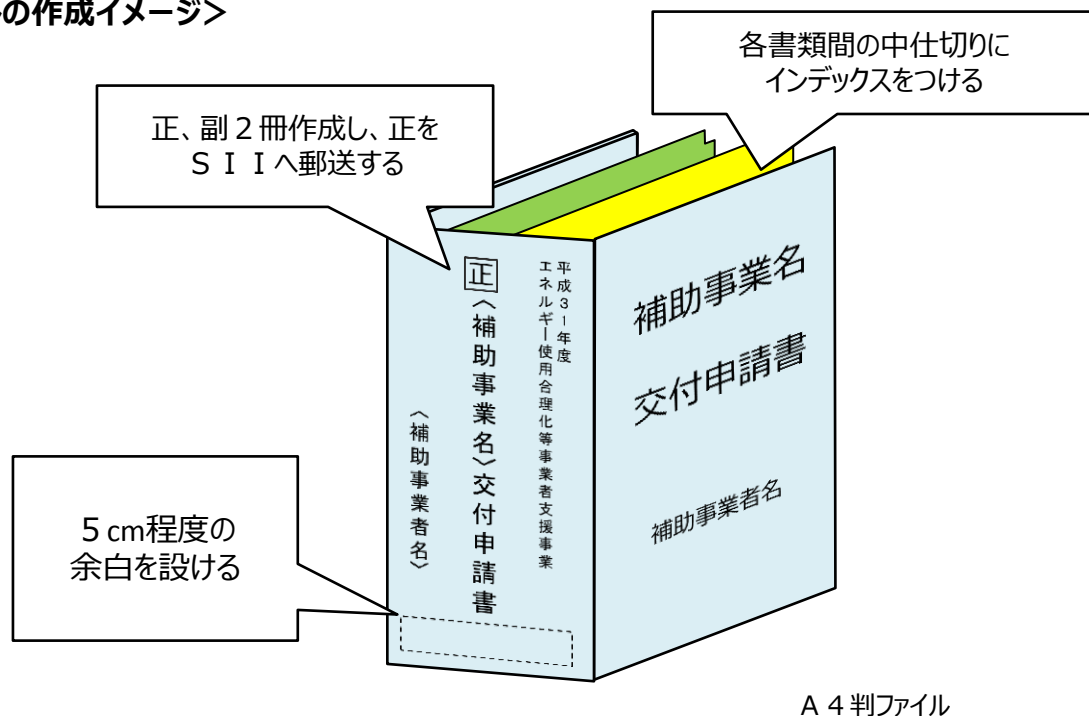 の作成イメージ>
各書類間の中仕切りに
インデックスをつける
正、副2冊作成し、正を
SIIへ郵送する
平成31年度
エネルギー使用合理化等事業者支援事業
正〈補助事業名〉交付申請書
〈補助事業者名〉
補助事業名
交付申請書
補助事業者名
5cm程度の
余白を設ける
A4判ファイル